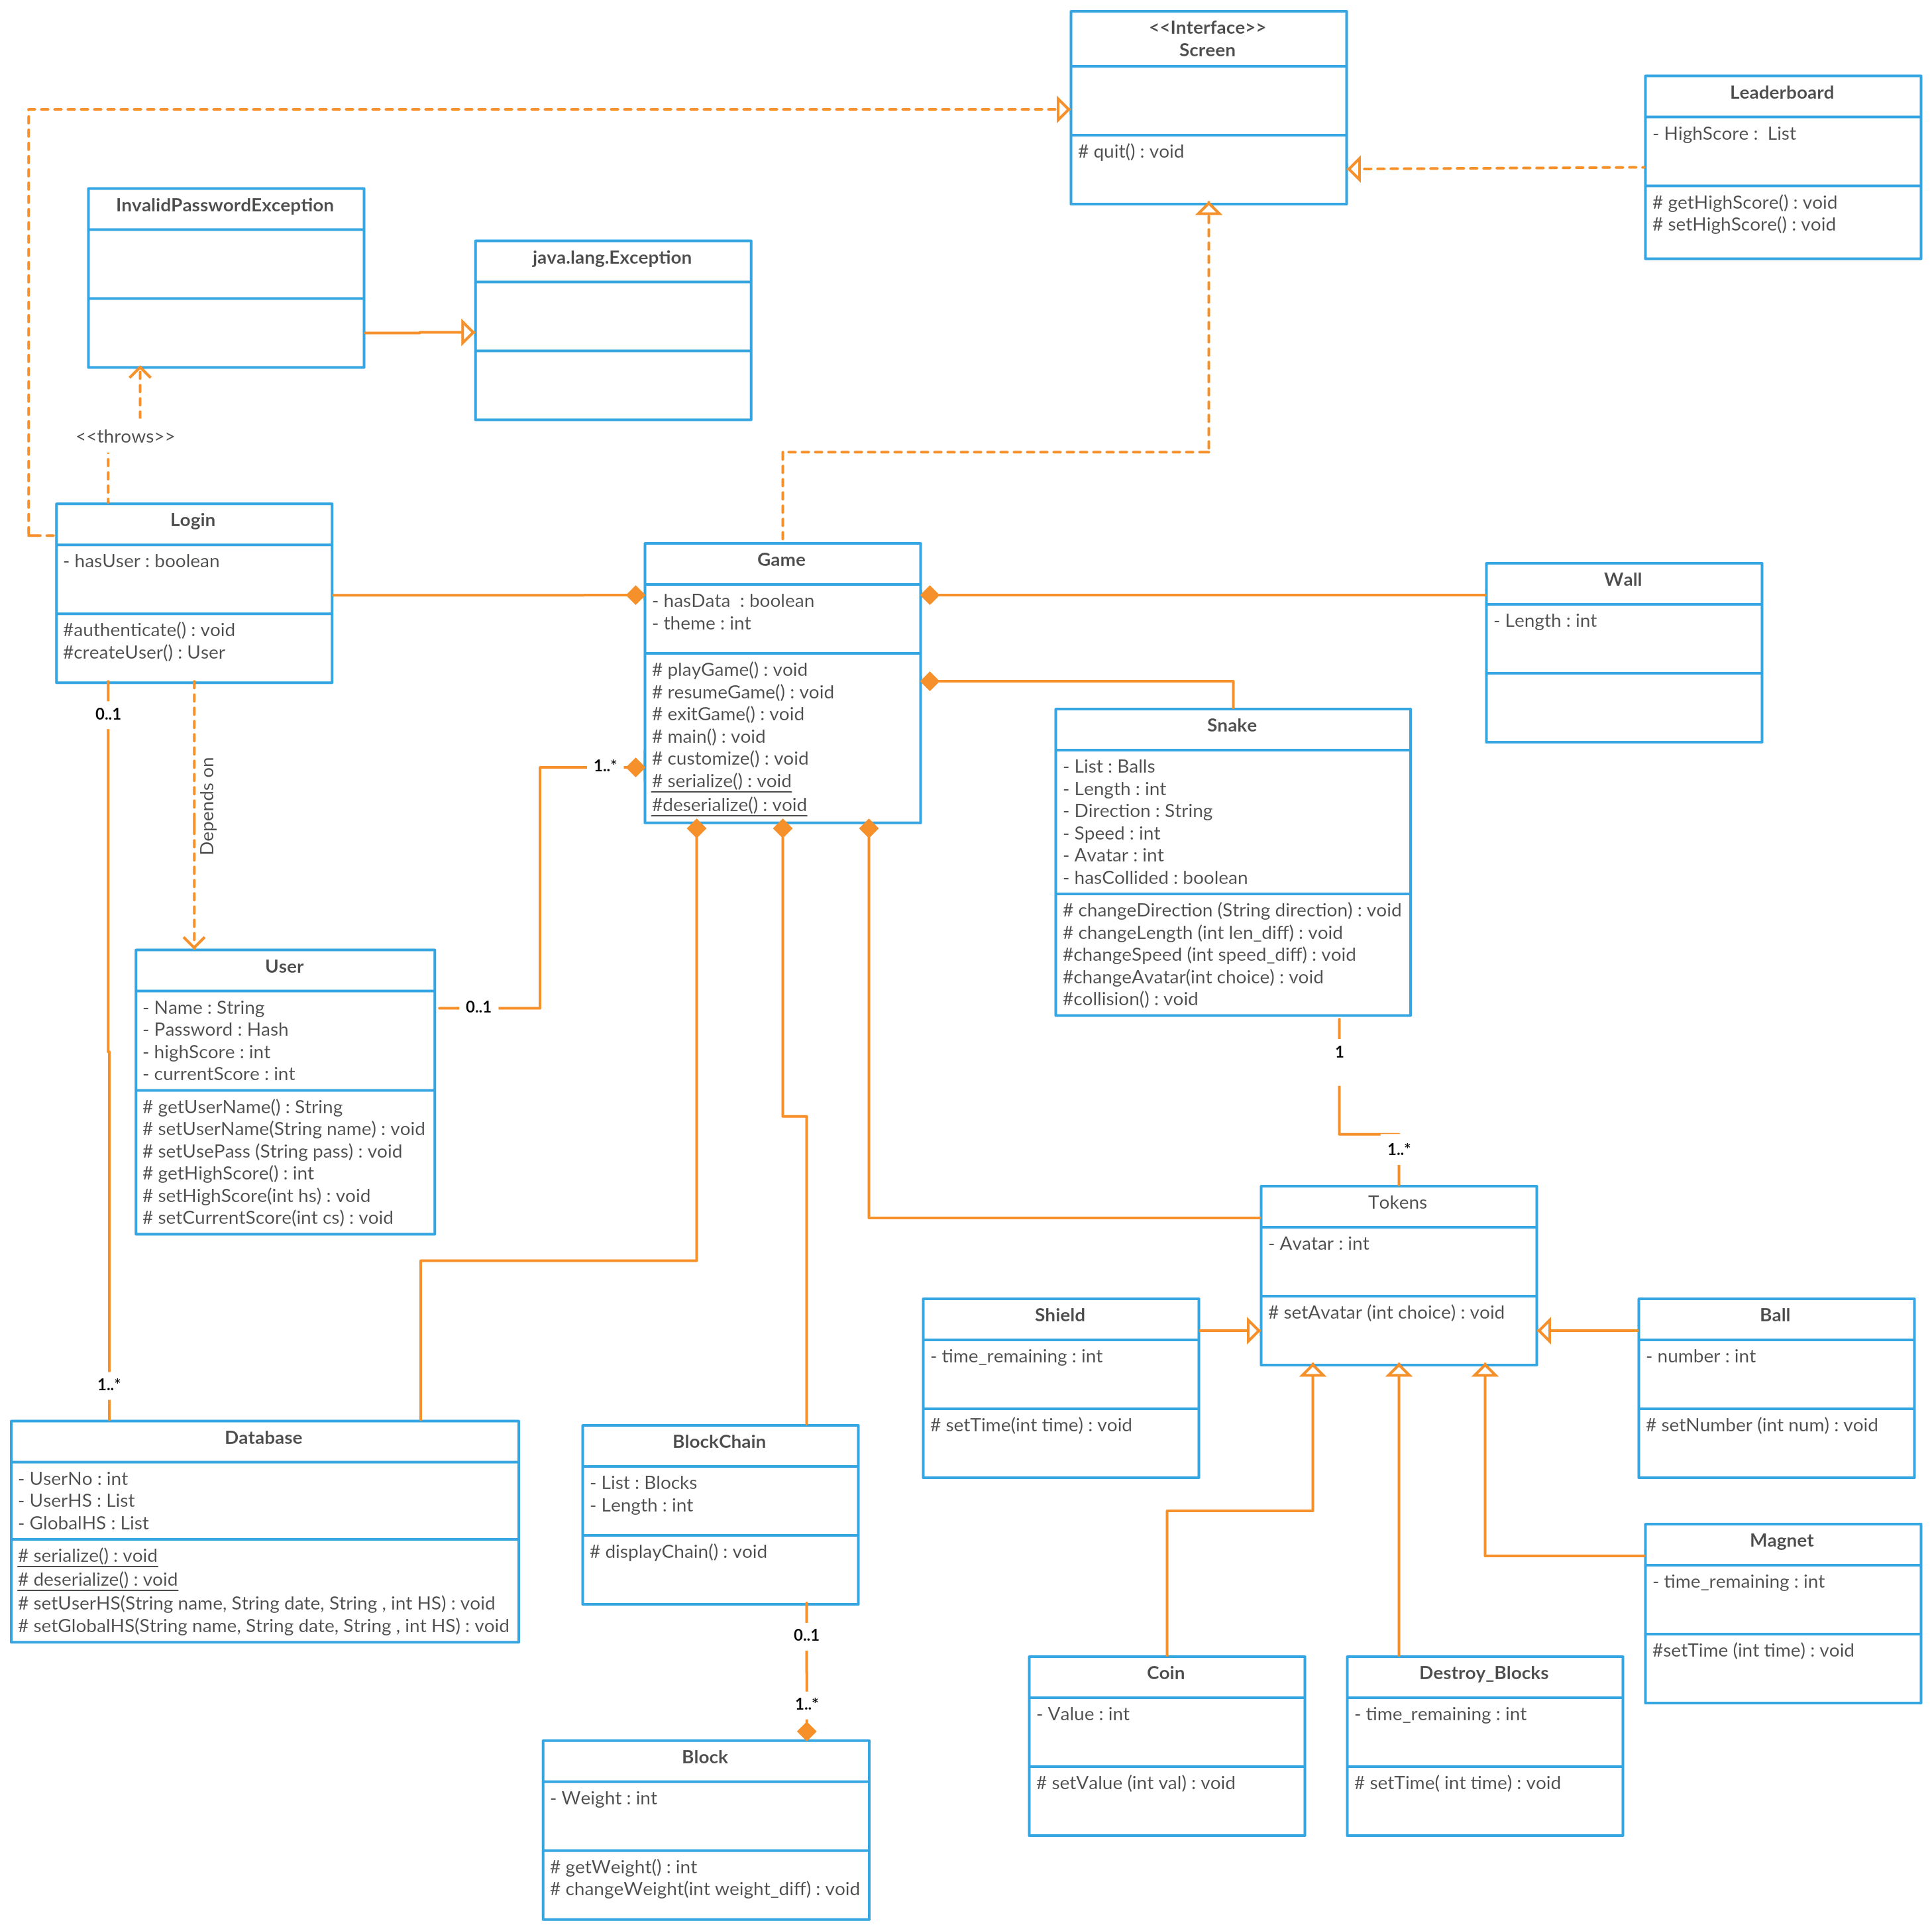 <<Interface>>
Screen
# quit() : void
Leaderboard
- HighScore :  List
# getHighScore() : void
# setHighScore() : void
InvalidPasswordException
java.lang.Exception
<<throws>>
Login
- hasUser : boolean
#authenticate() : void
#createUser() : User
Game
- hasData  : boolean
- theme : int
# playGame() : void
# resumeGame() : void
# exitGame() : void
# main() : void
# customize() : void
# serialize() : void
#deserialize() : void
Wall
- Length : int
0..1
Depends on
1..*
0..1
Snake
- List : Balls
- Length : int
- Direction : String
- Speed : int
- Avatar : int
- hasCollided : boolean
# changeDirection (String direction) : void
# changeLength (int len_diff) : void
#changeSpeed (int speed_diff) : void
#changeAvatar(int choice) : void
#collision() : void
User
- Name : String
- Password : Hash
- highScore : int
- currentScore : int
# getUserName() : String
# setUserName(String name) : void
# setUsePass (String pass) : void
# getHighScore() : int
# setHighScore(int hs) : void
# setCurrentScore(int cs) : void
1
1..*
Tokens
- Avatar : int
# setAvatar (int choice) : void
Shield
- time_remaining : int
# setTime(int time) : void
Ball
- number : int
# setNumber (int num) : void
1..*
Database
- UserNo : int
- UserHS : List
- GlobalHS : List
# serialize() : void
# deserialize() : void
# setUserHS(String name, String date, String , int HS) : void
# setGlobalHS(String name, String date, String , int HS) : void
BlockChain
- List : Blocks
- Length : int
# displayChain() : void
0..1
1..*
Magnet
- time_remaining : int
#setTime (int time) : void
Coin
- Value : int
# setValue (int val) : void
Destroy_Blocks
- time_remaining : int
# setTime( int time) : void
Block
- Weight : int
# getWeight() : int
# changeWeight(int weight_diff) : void